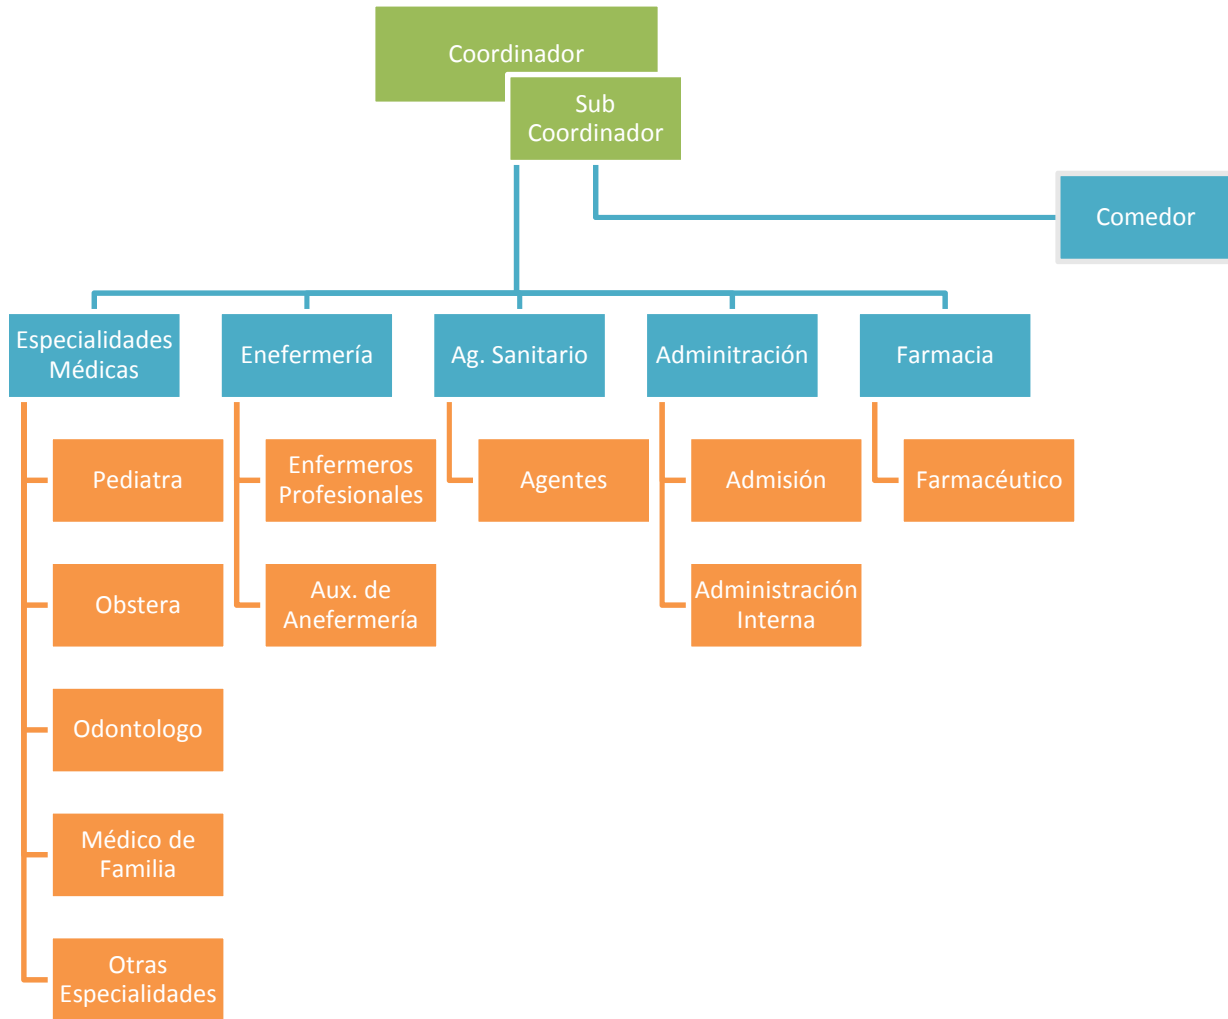 Coordinador
Sub
Coordinador
Comedor
Especialidades
Médicas
Enefermería
Ag. Sanitario
Adminitración
Farmacia
Pediatra
Enfermeros
Profesionales
Agentes
Admisión
Farmacéutico
Obstera
Aux. de
Anefermería
Administración
Interna
Odontologo
Médico de
Familia
Otras
Especialidades